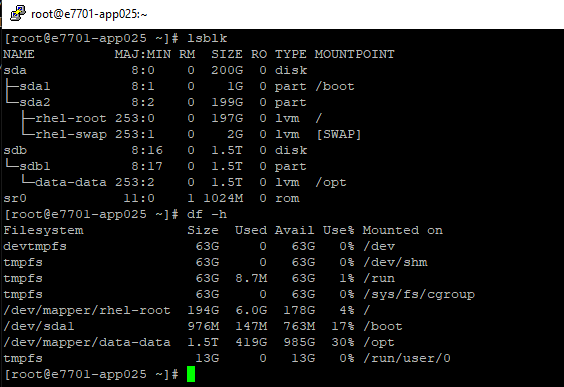 root@e7701-app025:~
[root@e7701-app025 ~]# lsblk
NAME          MAJ:MIN RM  SIZE RO TYPE MOUNTPOINT
sda             8:0    0  200G  0 disk
├─sda1          8:1    0    1G  0 part /boot
└─sda2          8:2    0  199G  0 part
  ├─rhel-root 253:0    0  197G  0 lvm  /
  └─rhel-swap 253:1    0    2G  0 lvm  [SWAP]
sdb             8:16   0  1.5T  0 disk
└─sdb1          8:17   0  1.5T  0 part
  └─data-data 253:2    0  1.5T  0 lvm  /opt
sr0            11:0    1 1024M  0 rom
[root@e7701-app025 ~]# df -h
Filesystem             Size  Used Avail Use% Mounted on
devtmpfs                63G     0   63G   0% /dev
tmpfs                   63G     0   63G   0% /dev/shm
tmpfs                   63G  8.7M   63G   1% /run
tmpfs                   63G     0   63G   0% /sys/fs/cgroup
/dev/mapper/rhel-root  194G  6.0G  178G   4% /
/dev/sda1              976M  147M  763M  17% /boot
/dev/mapper/data-data  1.5T  419G  985G  30% /opt
tmpfs                   13G     0   13G   0% /run/user/0
[root@e7701-app025 ~]#